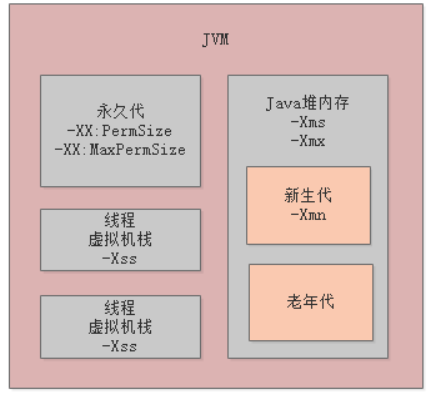 JVM
永久代
-XX:PermSize
-XX:MaxPermSize
线程
虚拟机栈
-Xss
线程
虚拟机栈
-Xss
Java堆内存
-Xms
-Xmx
新生代
-Xmn
老年代